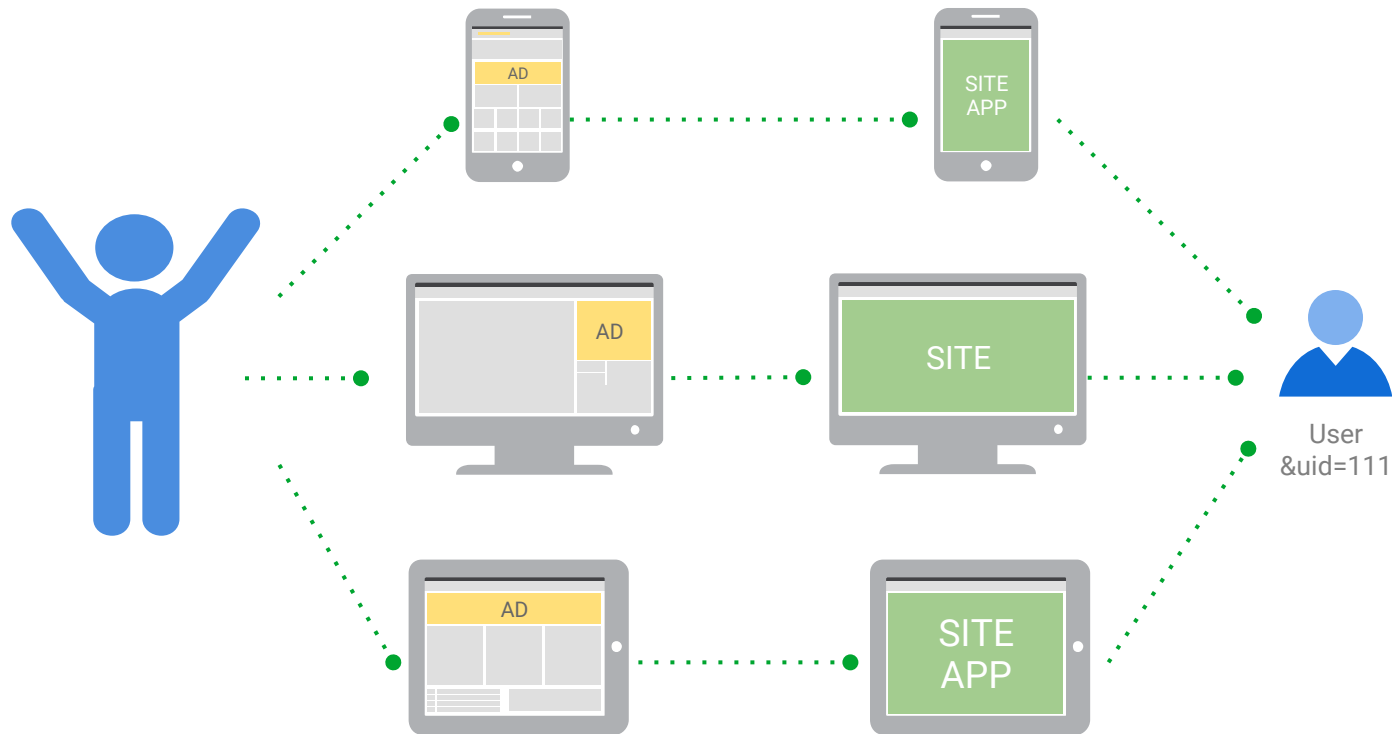 AD
SITE
APP
AD
SITE
User
&uid=111
AD
SITE
APP